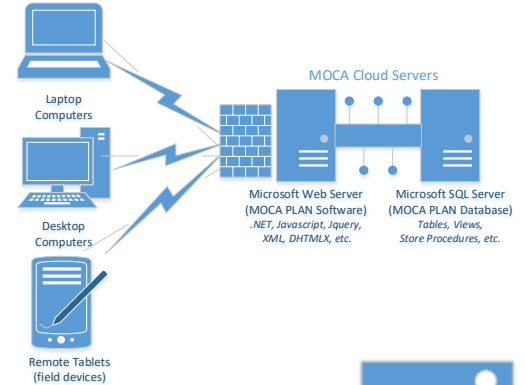 MOCA Cloud Servers
Laptop
Computers
Microsoft Web Server
(MOCA PLAN Software)
.NET, Javascript, Jquery,
XML, DHTMLX, etc.
Microsoft SQL Server
(MOCA PLAN Database)
Tables, Views,
Store Procedures, etc.
Desktop
Computers
Remote Tablets
(field devices)